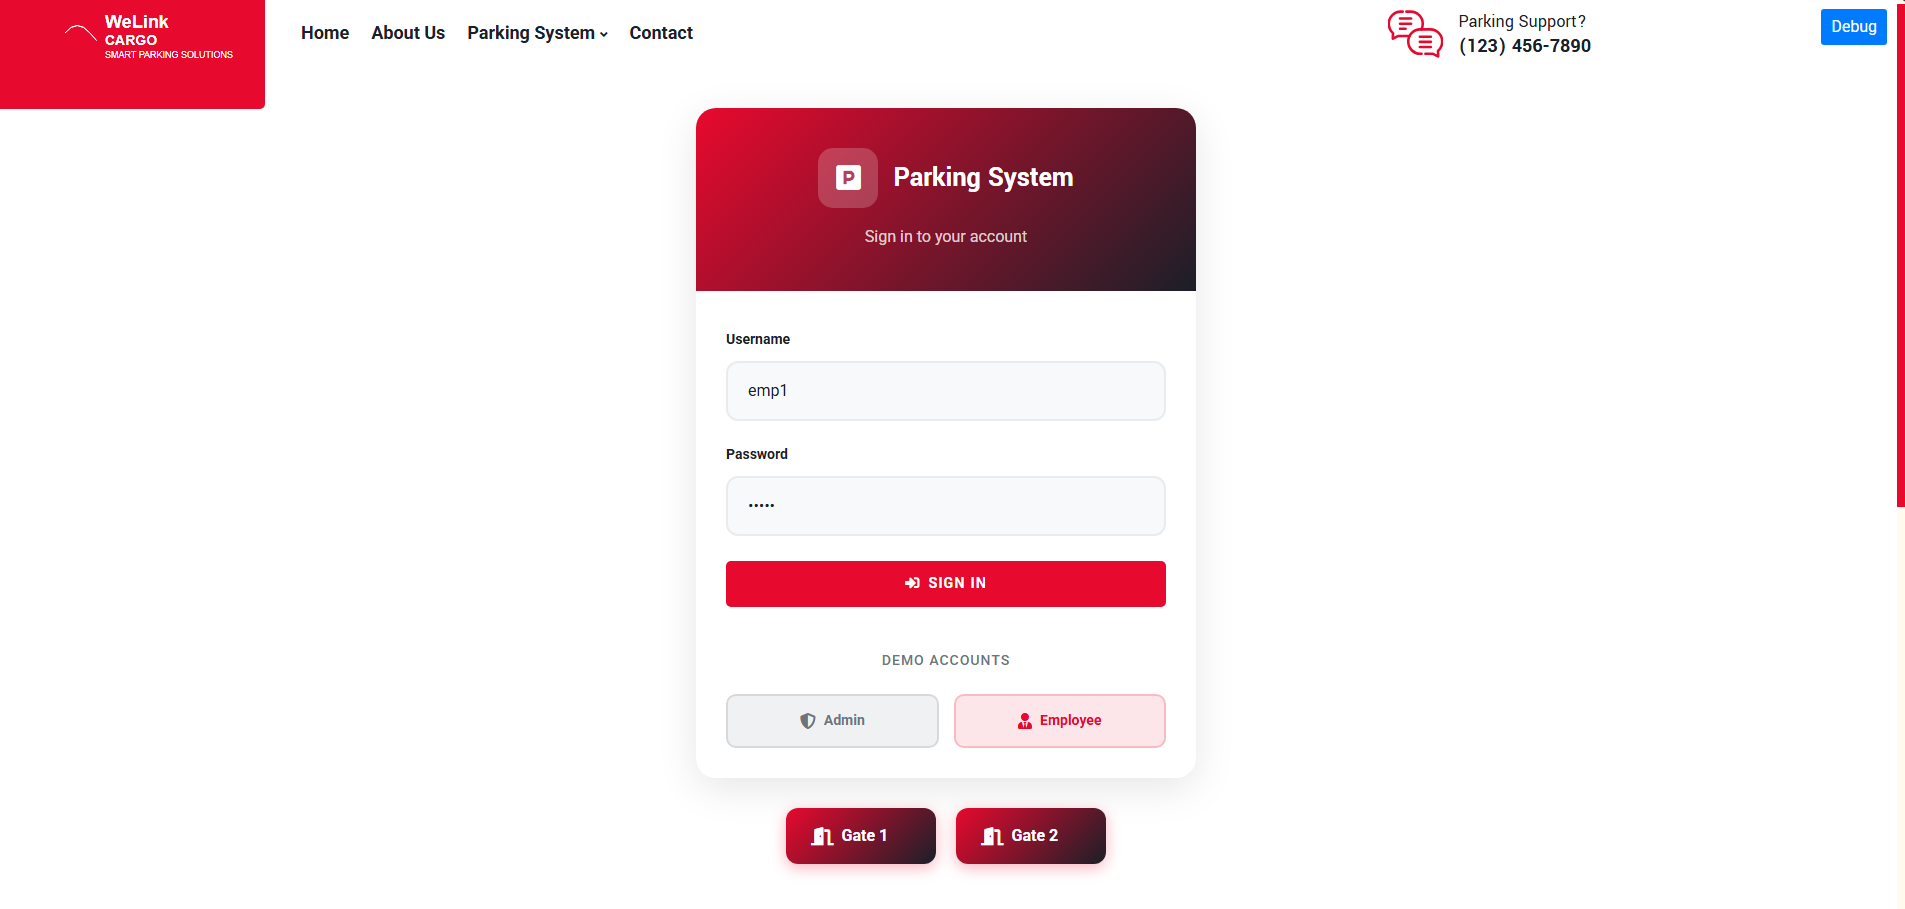 WeLink
CARGO
SMART PARKING SOLUTIONS
Home About Us Parking System Contact
Parking Support?
(123) 456-7890
Debug
P
Parking System
Sign in to your account
Username
emp1
Password
•••••
SIGN IN
DEMO ACCOUNTS
Admin Employee
Gate 1 Gate 2